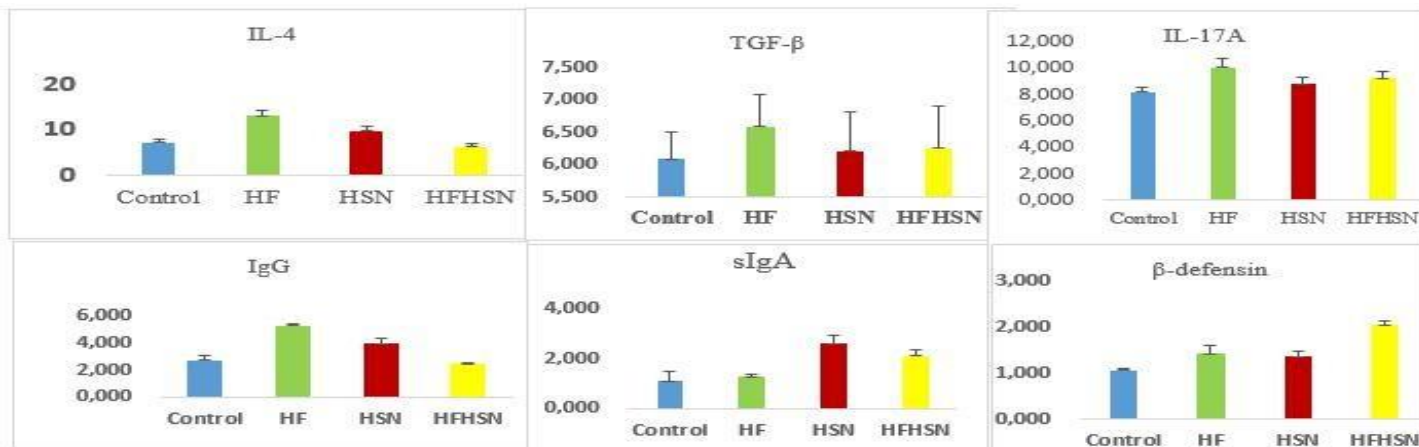 IL-4
20
10
0
Control HF HSN HFHSN
TGF-β
7,500
7,000
6,500
6,000
5,500
Control HF HSN HFHSN
IL-17A
12,000
10,000
8,000
6,000
4,000
2,000
0,000
Control HF HSN HFHSN
IgG
6,000
4,000
2,000
0,000
Control HF HSN HFHSN
sIgA
4,000
2,000
0,000
Control HF HSN HFHSN
β-defensin
3,000
2,000
1,000
0,000
Control HF HSN HFHSN